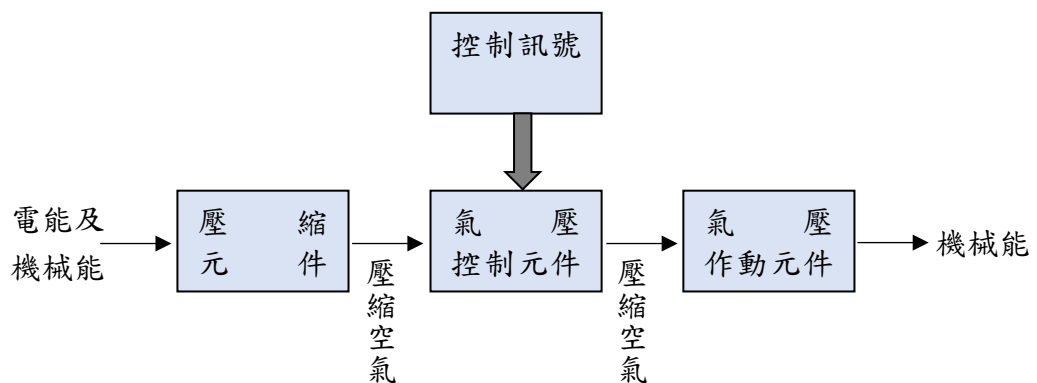 控制訊號
電能及
機械能
壓縮
元件
壓縮空氣
氣壓
控制元件
壓縮空氣
氣壓
作動元件
機械能